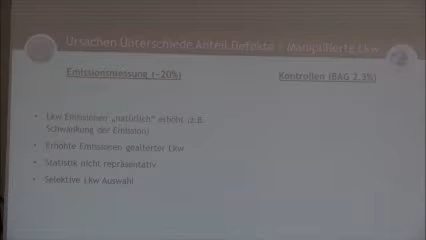 Ursachen Unterschiede Anteil Defekte / Manipulierte Lkw
Emissionsmessung (~20%)
Kontrollen (BAG 2.3%)
• Lkw Emissionen „natürlich" erhöht (z.B.
Schwankung der Emission)
• Erhöhte Emissionen gealterter Lkw
• Statistik nicht repräsentativ
• Selektive Lkw Auswahl